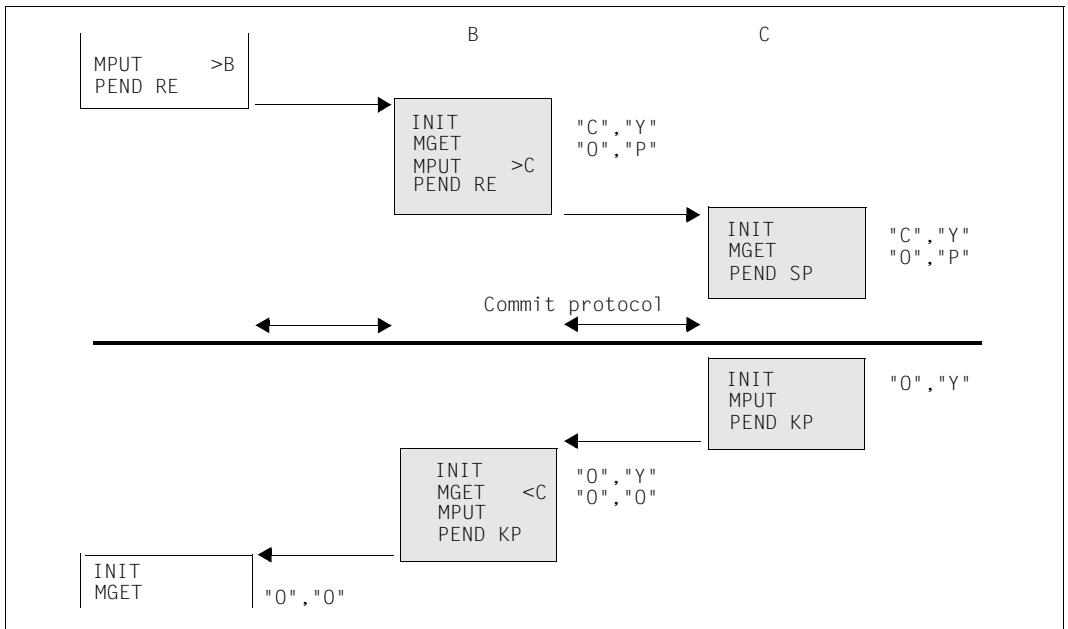 B C
MPUT >B
PEND RE
INIT
MGET
MPUT >C
PEND RE
"C","Y"
"O","P"
INIT
MGET
PEND SP
"C","Y"
"O","P"
Commit protocol
INIT
MPUT
PEND KP
"O","Y"
INIT
MGET <C
MPUT
PEND KP
"O","Y"
"O","O"
INIT
MGET
"O","O"